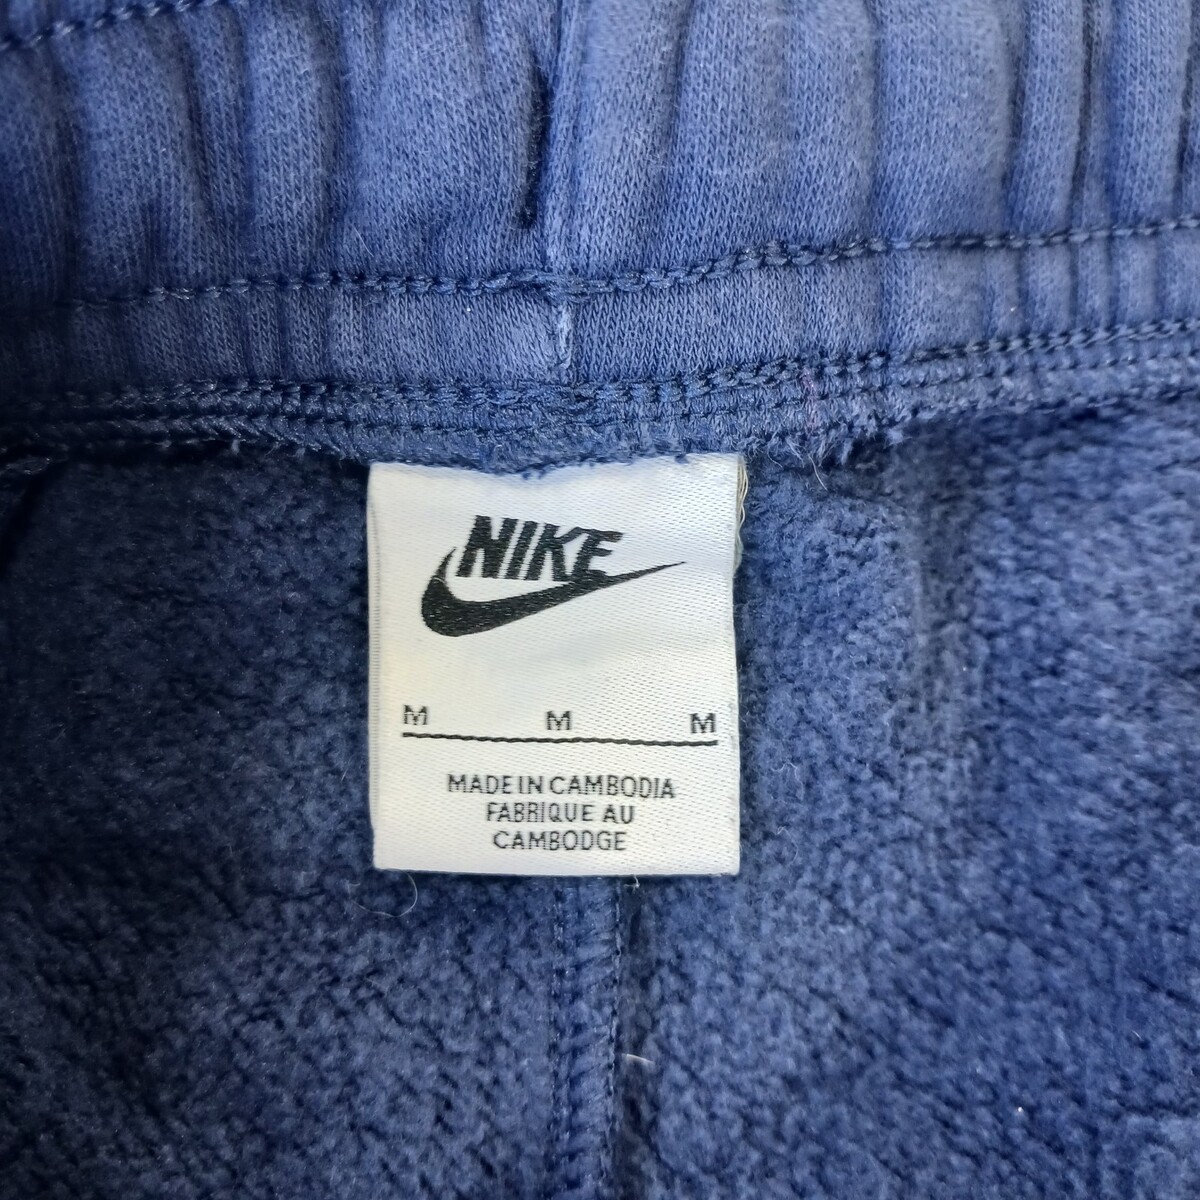 NIKE
M M M
MADE IN CAMBODIA
FABRIQUE AU
CAMBODGE